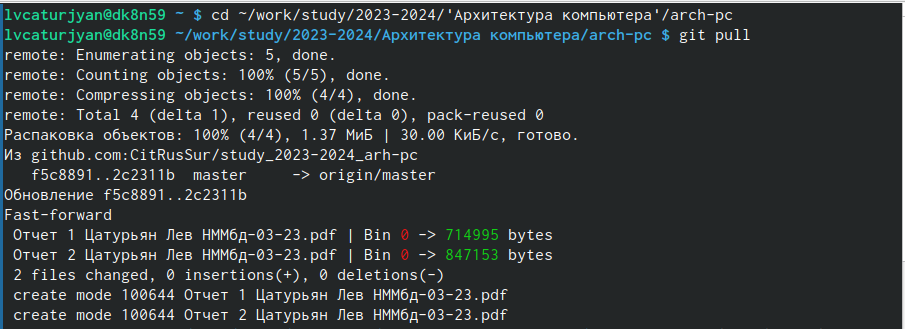 lvcaturjyan@dk8n59 ~ $ cd ~/work/study/2023-2024/'Архитектура компьютера'/arch-pc
lvcaturjyan@dk8n59 ~/work/study/2023-2024/Архитектура компьютера/arch-pc $ git pull
remote: Enumerating objects: 5, done.
remote: Counting objects: 100% (5/5), done.
remote: Compressing objects: 100% (4/4), done.
remote: Total 4 (delta 1), reused 0 (delta 0), pack-reused 0
Распаковка объектов: 100% (4/4), 1.37 МиБ | 30.00 КиБ/с, готово.
Из github.com:CitRusSur/study_2023-2024_arh-pc
   f5c8891..2c2311b  master     -> origin/master
Обновление f5c8891..2c2311b
Fast-forward
 Отчет 1 Цатурьян Лев НММбд-03-23.pdf | Bin 0 -> 714995 bytes
 Отчет 2 Цатурьян Лев НММбд-03-23.pdf | Bin 0 -> 847153 bytes
 2 files changed, 0 insertions(+), 0 deletions(-)
 create mode 100644 Отчет 1 Цатурьян Лев НММбд-03-23.pdf
 create mode 100644 Отчет 2 Цатурьян Лев НММбд-03-23.pdf